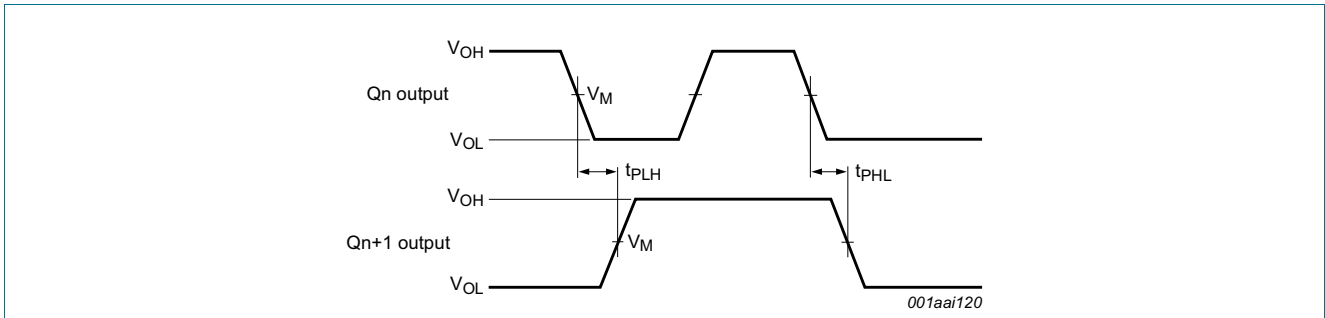 VOH
Qn output
VM
VOL
tPLH
tPHL
VOH
Qn+1 output
VM
VOL
001aai120